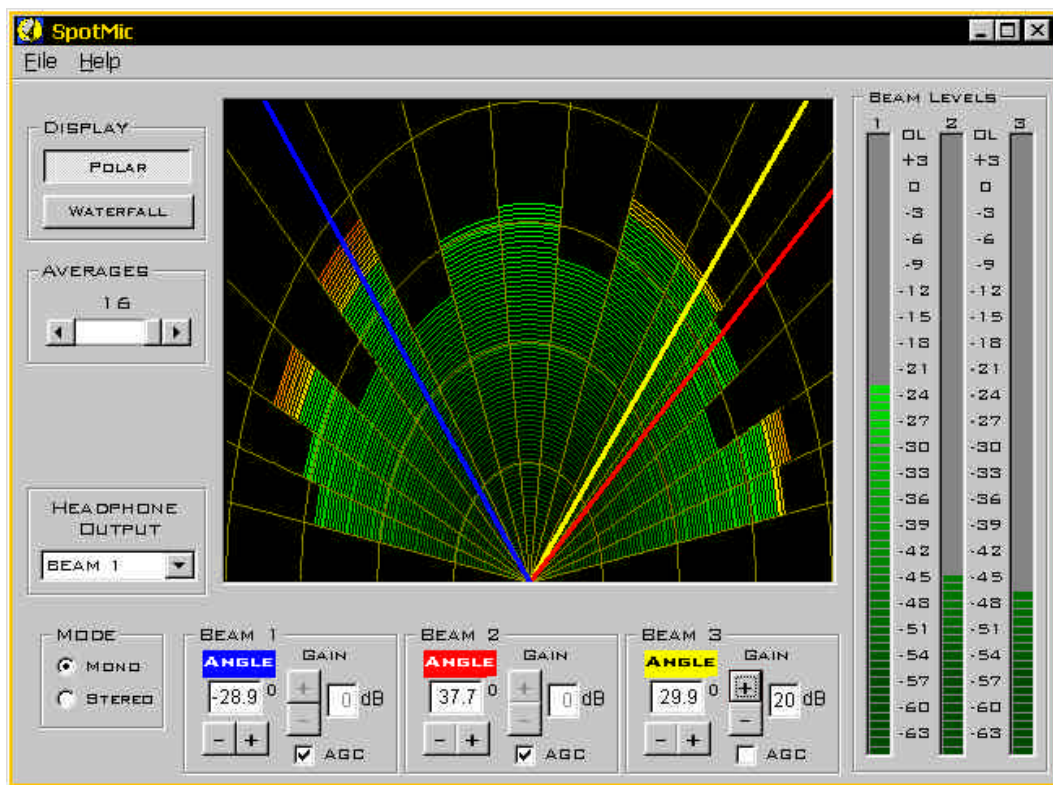 SpotMic
File Help
DISPLAY
POLAR
WATERFALL
AVERAGES
16
HEADPHONE
OUTPUT
BEAM 1
MODE
MONO
STEREO
BEAM 1
ANGLE
GAIN
-28.9 o
+
-
0 dB
- +
AGC
BEAM 2
ANGLE
GAIN
37.7 o
+
-
0 dB
- +
AGC
BEAM 3
ANGLE
GAIN
29.9 o
+
-
20 dB
- +
AGC
BEAM LEVELS
1 OL 2 OL 3
+3 +3
0 0
-3 -3
-6 -6
-9 -9
-12 -12
-15 -15
-18 -18
-21 -21
-24 -24
-27 -27
-30 -30
-33 -33
-36 -36
-39 -39
-42 -42
-45 -45
-48 -48
-51 -51
-54 -54
-57 -57
-60 -60
-63 -63